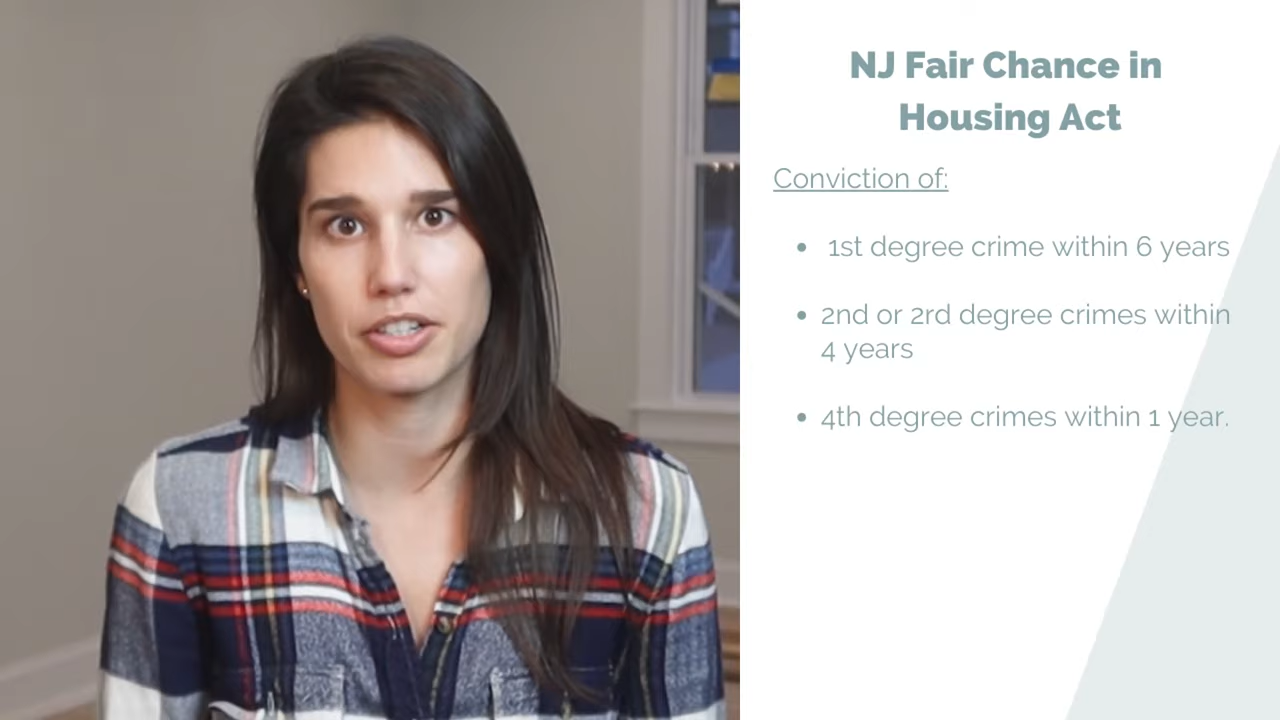 NJ Fair Chance in
Housing Act
Conviction of:
• 1st degree crime within 6 years
• 2nd or 2rd degree crimes within
4 years
• 4th degree crimes within 1 year.